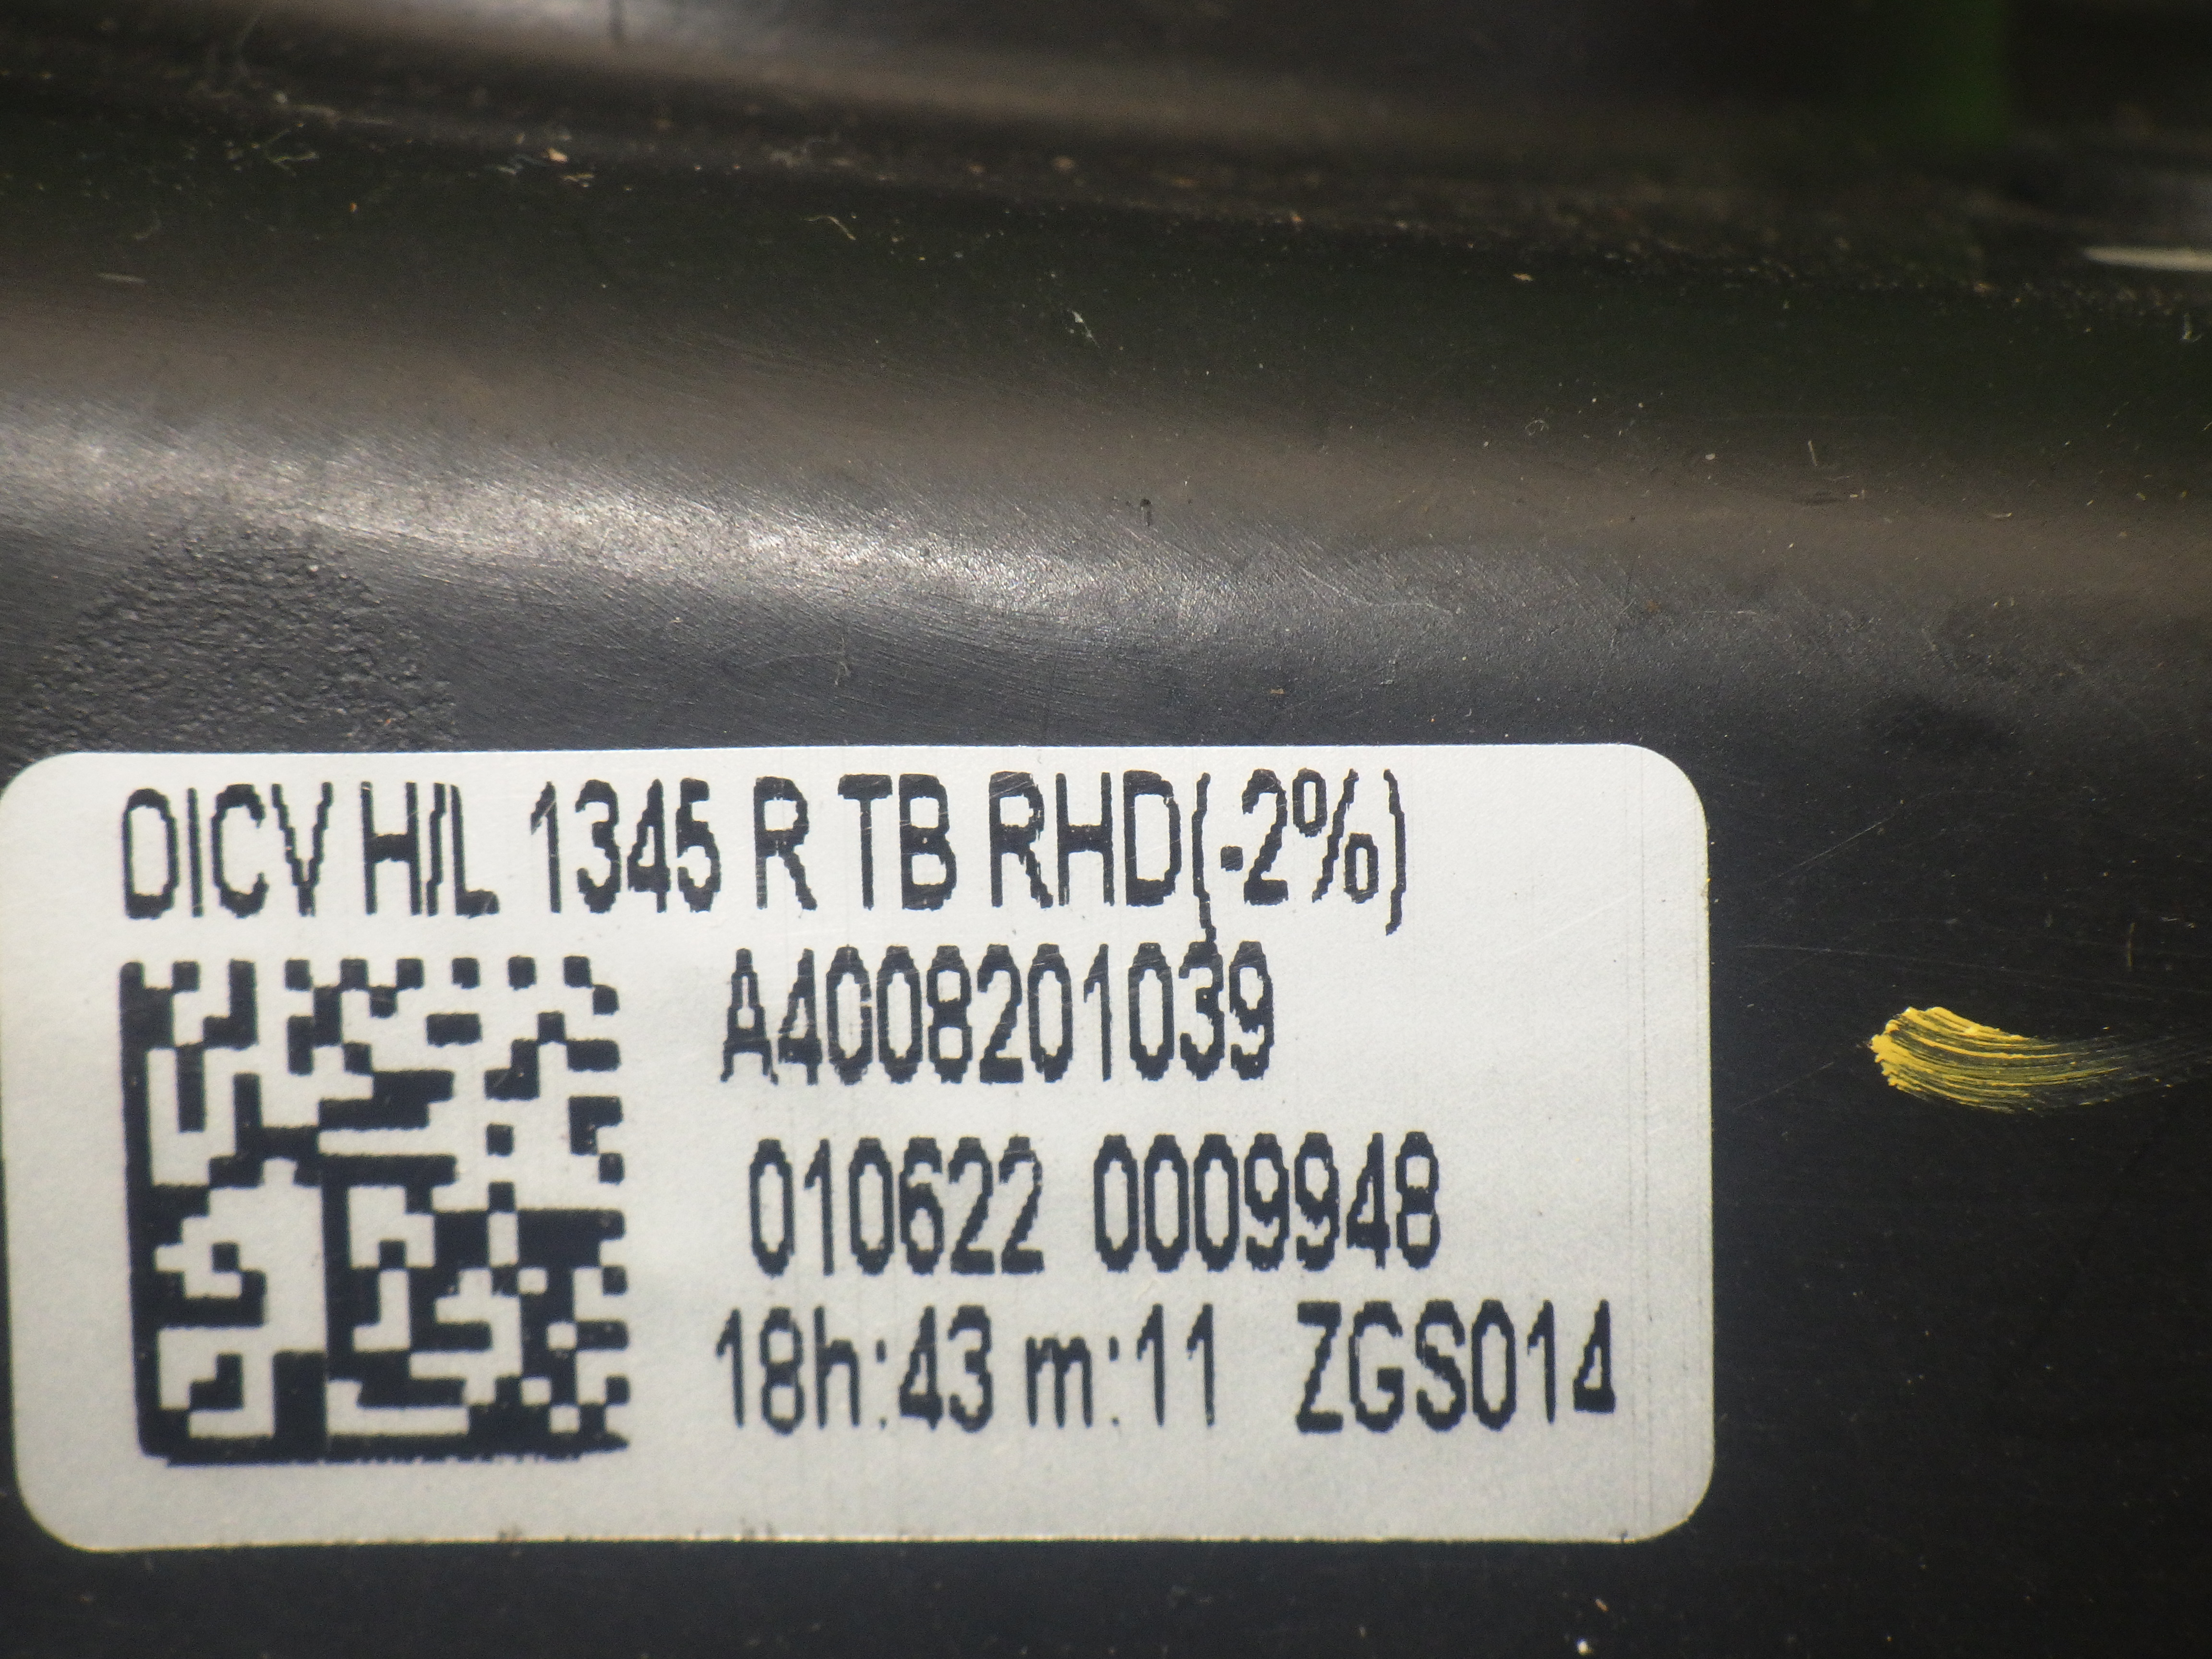 DICV H/L 1345 R TB RHD(-2%)
A4008201039
010622 0009948
18h:43 m:11 ZGS014